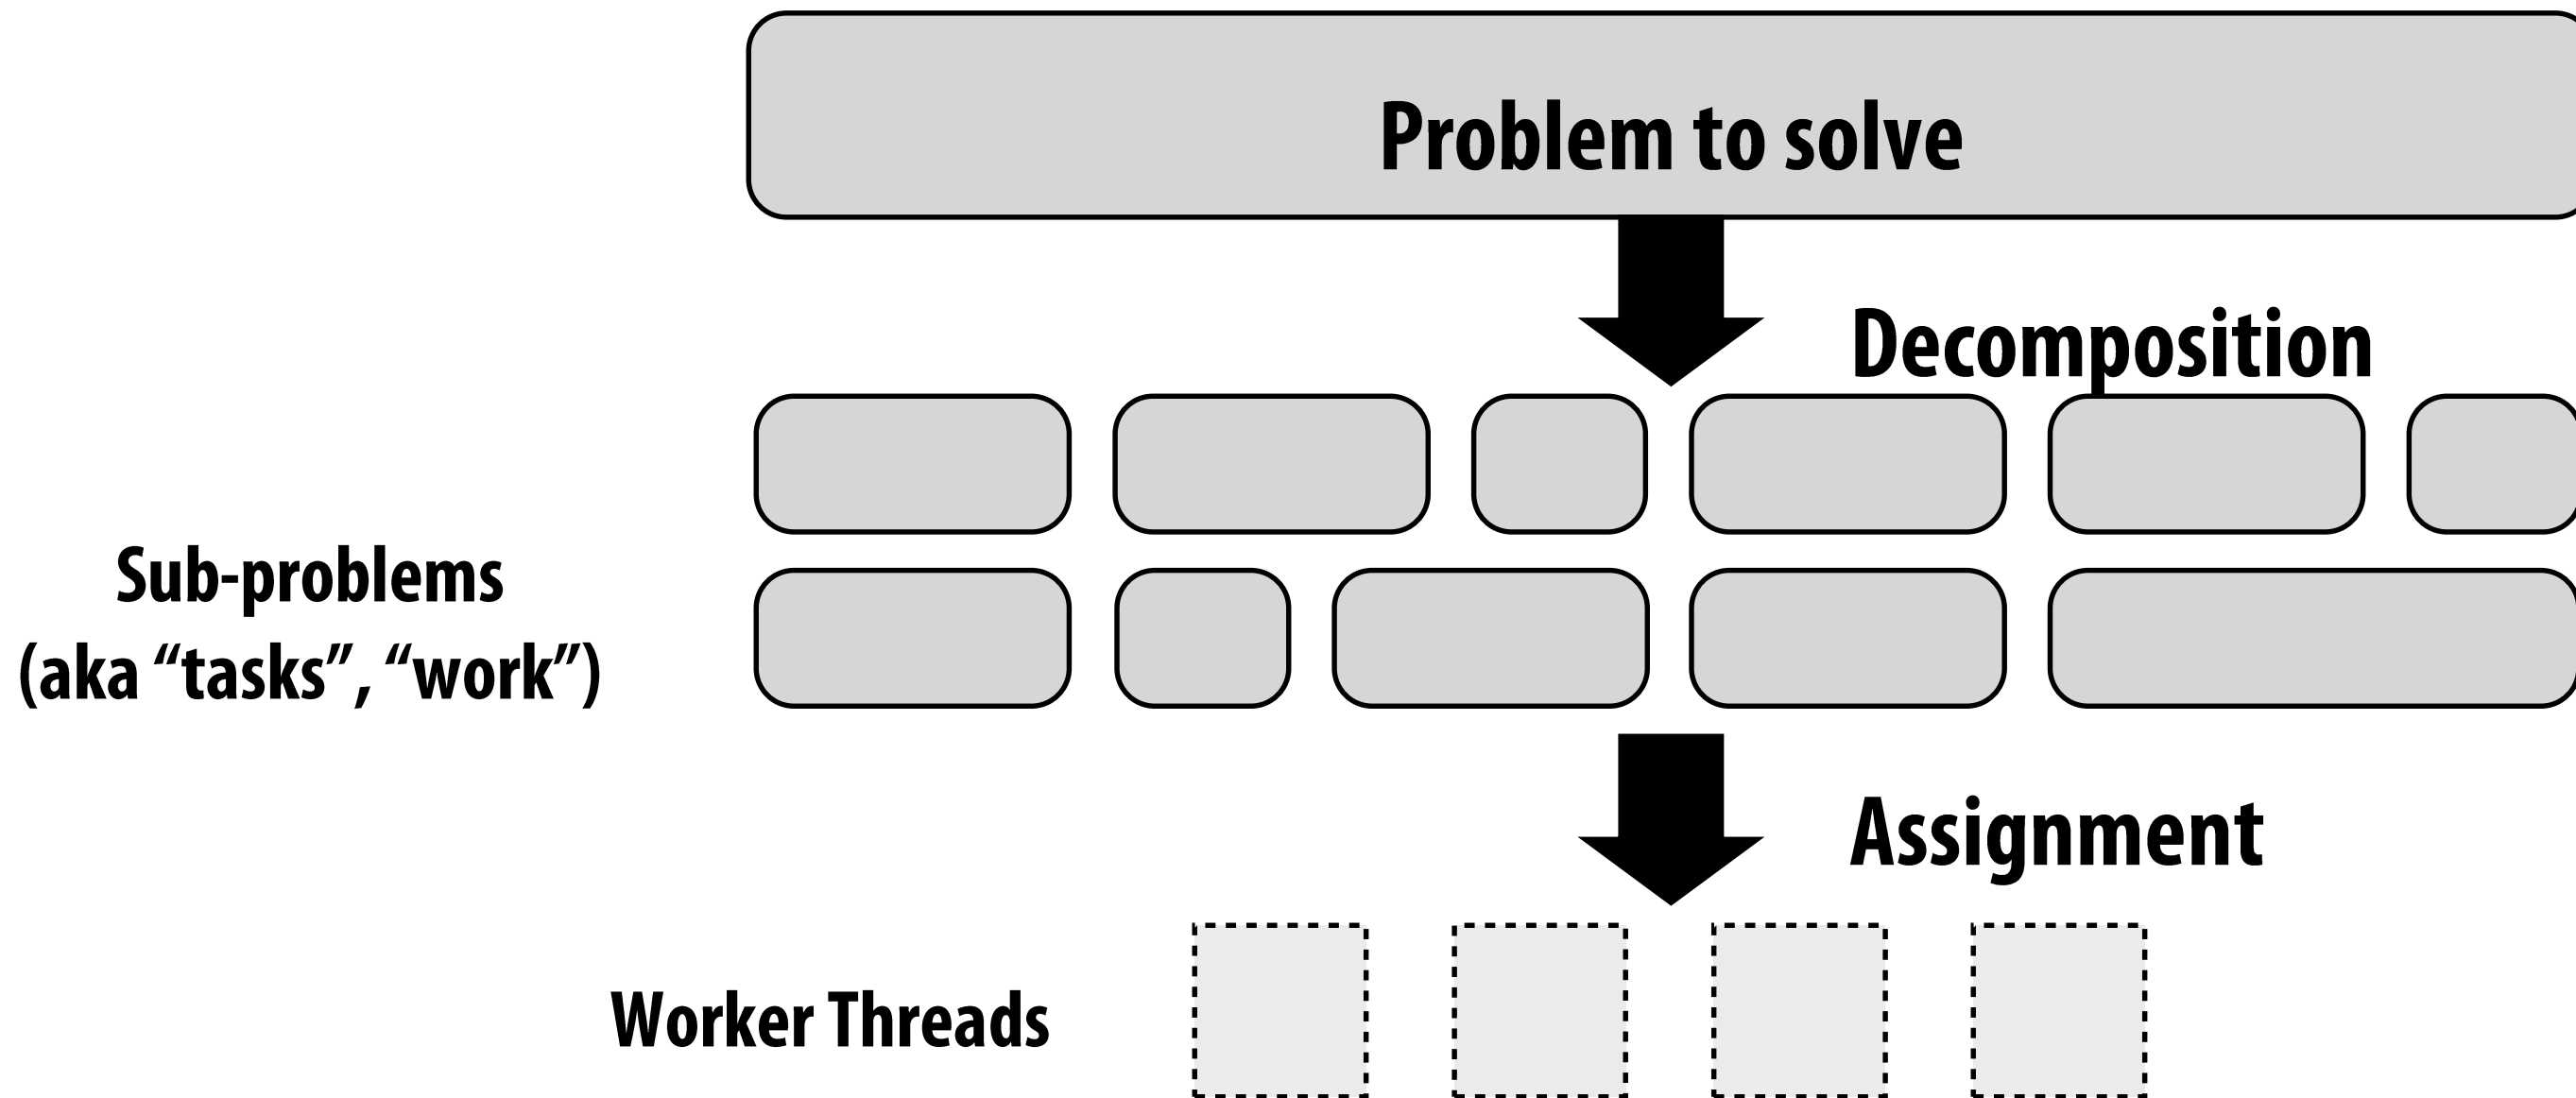 Problem to solve
Decomposition
Sub-problems
(aka “tasks”, “work”)
Assignment
Worker Threads